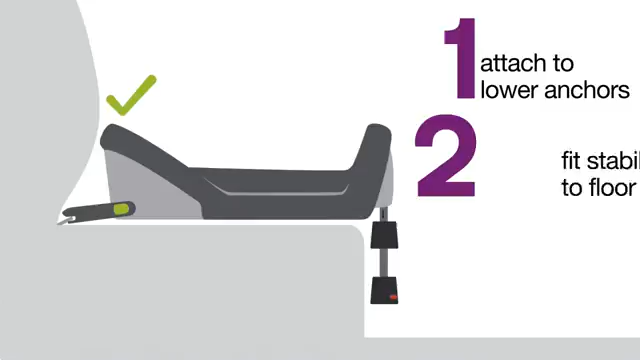 1
attach to
lower anchors
2
fit
to floor